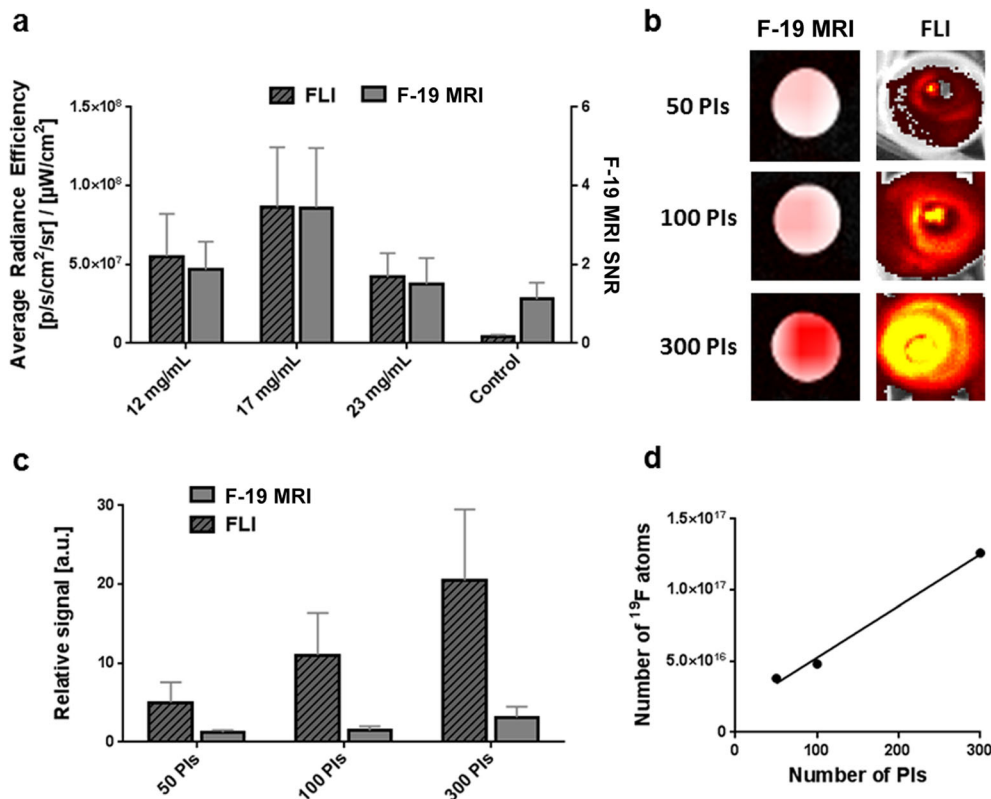 a
FLI
F-19 MRI
Average Radiance Efficiency
[p/s/cm²/sr] / [µW/cm²]
1.5×10⁸
1.0×10⁸
5.0×10⁷
0
6
4
2
0
F-19 MRI SNR
12 mg/mL
17 mg/mL
23 mg/mL
Control
b
F-19 MRI
FLI
50 PIs
100 PIs
300 PIs
c
F-19 MRI
FLI
Relative signal [a.u.]
30
20
10
0
50 PIs
100 PIs
300 PIs
d
Number of ¹⁹F atoms
1.5×10¹⁷
1.0×10¹⁷
5.0×10¹⁶
0
0
100
200
300
Number of PIs